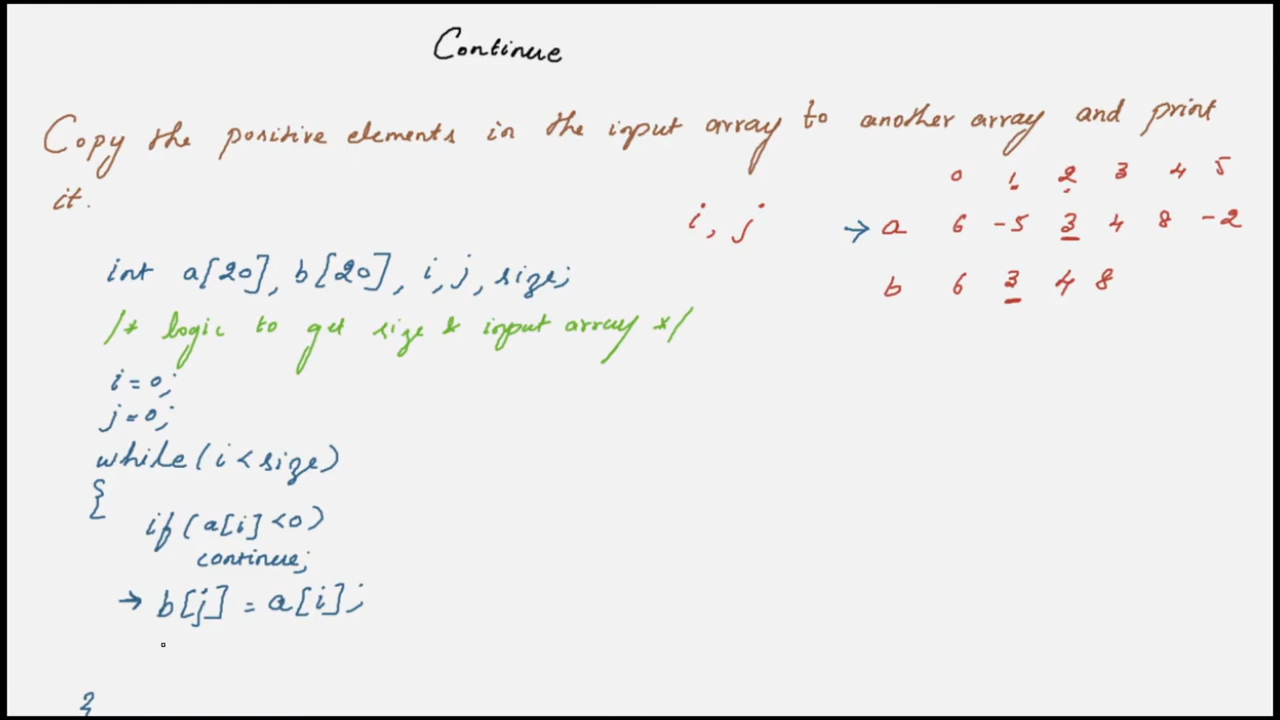 Continue
Copy the positive elements in the input array to another array and print
it.
0 1 2 3 4 5
i, j → a 6 -5 3 4 8 -2
b 6 3 4 8
int a[20], b[20], i, j, size;
/* logic to get size & input array */
i=0;
j=0;
while(i<size)
{
if(a[i]<0)
continue;
→ b[j] = a[i];
}